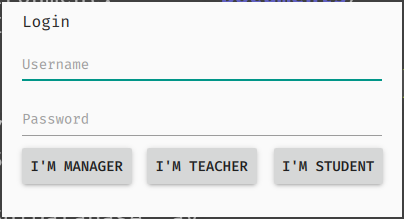 Login
Username
Password
I'M MANAGER I'M TEACHER I'M STUDENT